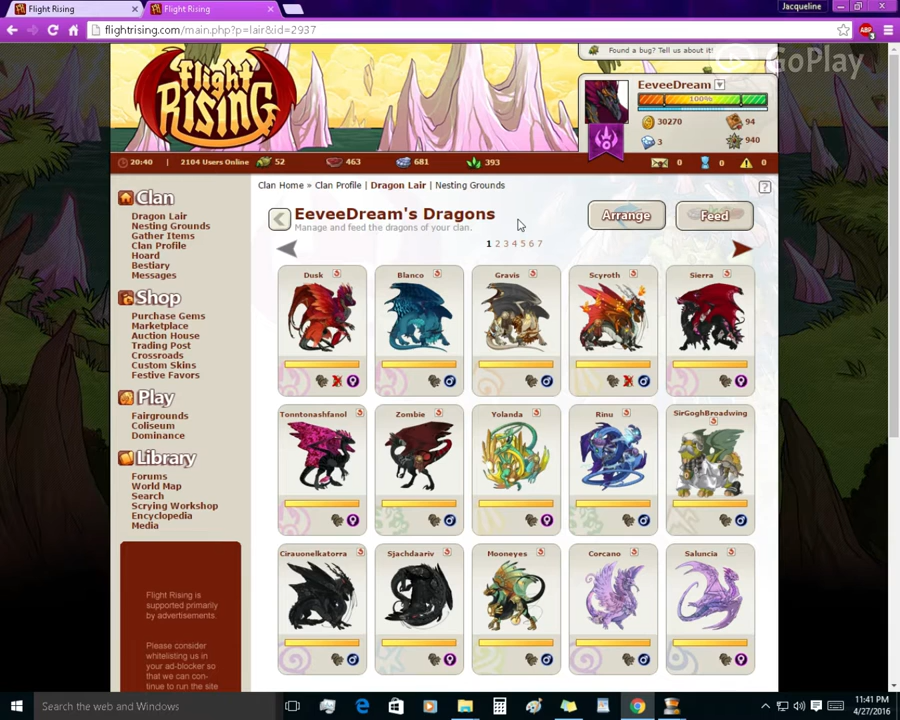 Flight Rising
Flight Rising
Jacqueline
flightrising.com/main.php?p=lair&id=2937
ABP
3
Found a bug? Tell us about it!
GoPlay
Flight
RISING
EeveeDream
100%
30270
94
3
940
20:40 | 2104 Users Online 52 463 681 393 0 0 0
Clan Home » Clan Profile | Dragon Lair | Nesting Grounds
?
Clan
Dragon Lair
Nesting Grounds
Gather Items
Clan Profile
Hoard
Bestiary
Messages
Shop
Purchase Gems
Marketplace
Auction House
Trading Post
Crossroads
Custom Skins
Festive Favors
Play
Fairgrounds
Coliseum
Dominance
Library
Forums
World Map
Search
Scrying Workshop
Encyclopedia
Media
Flight Rising is
supported primarily
by advertisements
Please consider
whitelisting us in
your ad-blocker so
that we can con-
tinue to run the site
EeveeDream's Dragons
Manage and feed the dragons of your clan.
Arrange
Feed
1 2 3 4 5 6 7
Dusk
Blanco
Gravis
Scyroth
Sierra
Tonntonashfanol
Zombie
Yolanda
Rinu
SirGoghBroadwing
Cirauonelkatorra
Sjachdaariv
Mooneyes
Corcano
Saluncia
Search the web and Windows
11:41 PM
4/27/2016